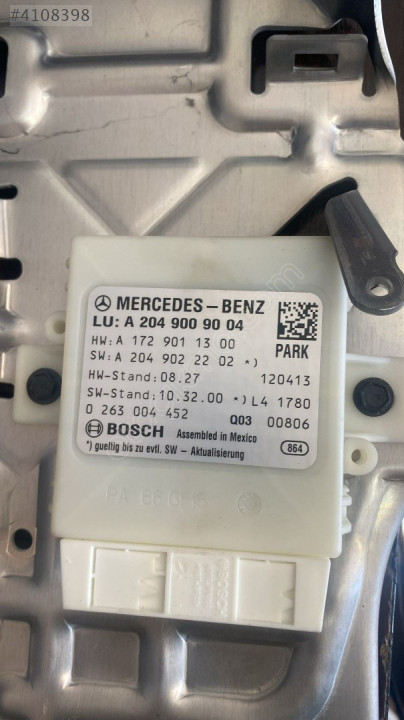 #4108398
MERCEDES-BENZ
LU: A 204 900 90 04
HW: A 172 901 13 00
PARK
SW: A 204 902 22 02 *)
HW-Stand: 08.27 120413
SW-Stand: 10.32.00 *) L4 1780
0 263 004 452 Q03 00806
BOSCH Assembled in Mexico
*) gueltig bis zu evtl. SW - Aktualisierung 864